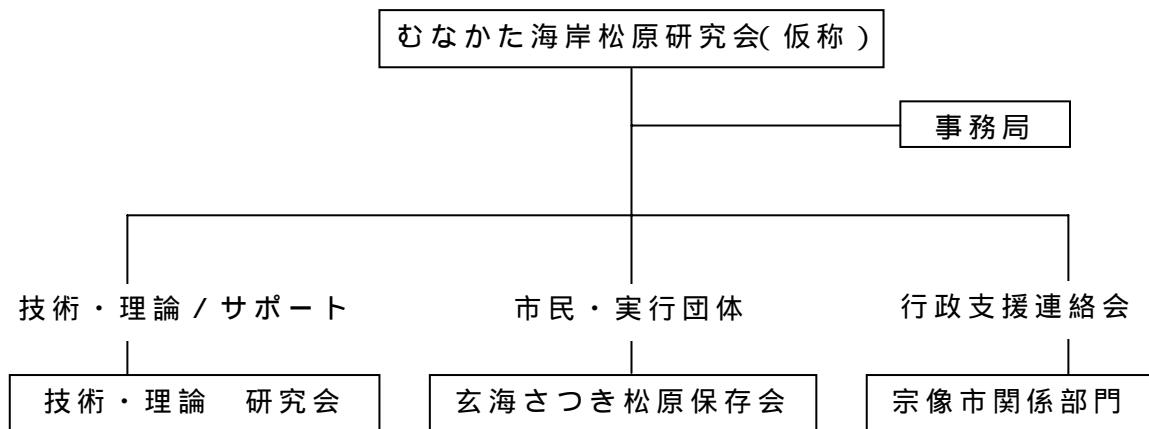 むなかた海岸松原研究会(仮称)
事務局
技術・理論/サポート
市民・実行団体
行政支援連絡会
技術・理論　研究会
玄海さつき松原保存会
宗像市関係部門